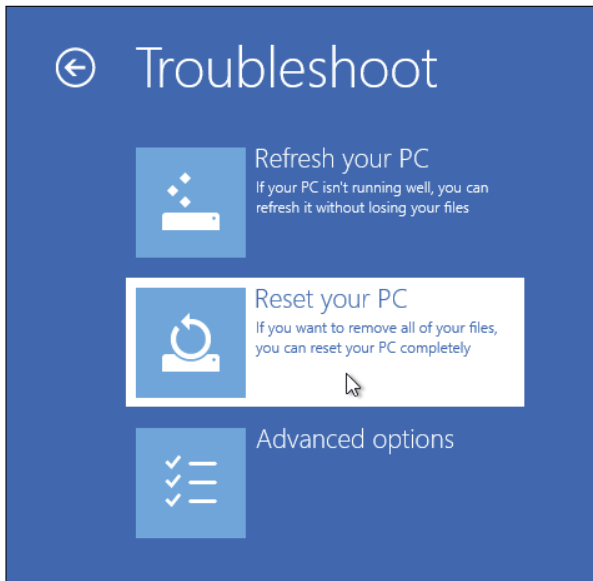 Troubleshoot
Refresh your PC
If your PC isn't running well, you can
refresh it without losing your files
Reset your PC
If you want to remove all of your files,
you can reset your PC completely
Advanced options